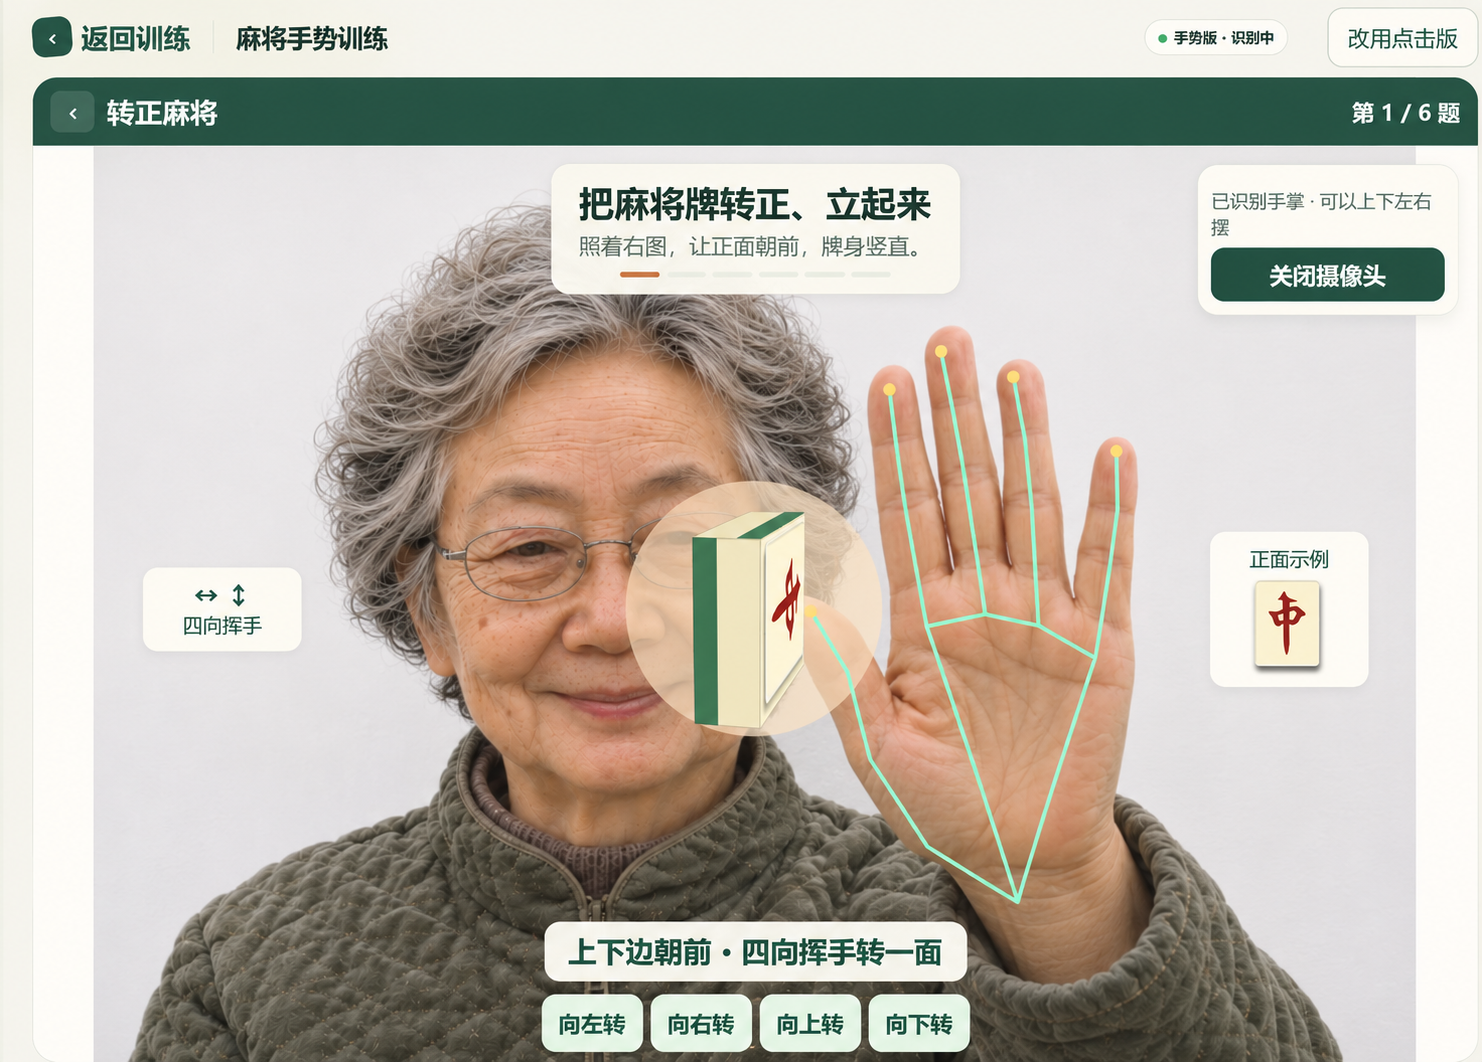 返回训练
麻将手势训练
手势版 · 识别中
改用点击版
转正麻将
第 1 / 6 题
把麻将牌转正、立起来
照着右图，让正面朝前，牌身竖直。
已识别手掌 · 可以上下左右
摆
关闭摄像头
四向挥手
中
正面示例
中
上下边朝前 · 四向挥手转一面
向左转
向右转
向上转
向下转